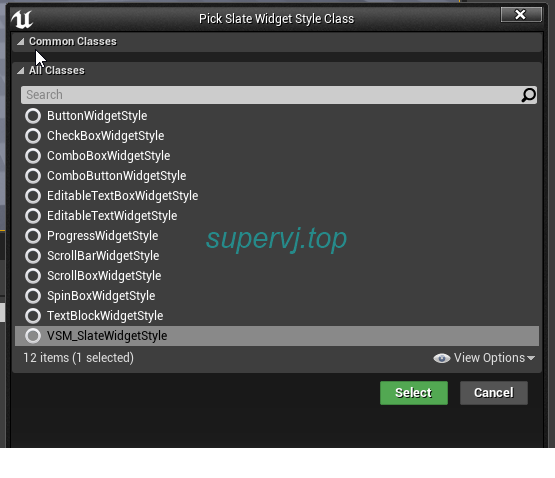 Pick Slate Widget Style Class
Common Classes
All Classes
Search
ButtonWidgetStyle
CheckBoxWidgetStyle
ComboBoxWidgetStyle
ComboButtonWidgetStyle
EditableTextBoxWidgetStyle
EditableTextWidgetStyle
ProgressWidgetStyle
supervj.top
ScrollBarWidgetStyle
ScrollBoxWidgetStyle
SpinBoxWidgetStyle
TextBlockWidgetStyle
VSM_SlateWidgetStyle
12 items (1 selected) View Options
Select Cancel